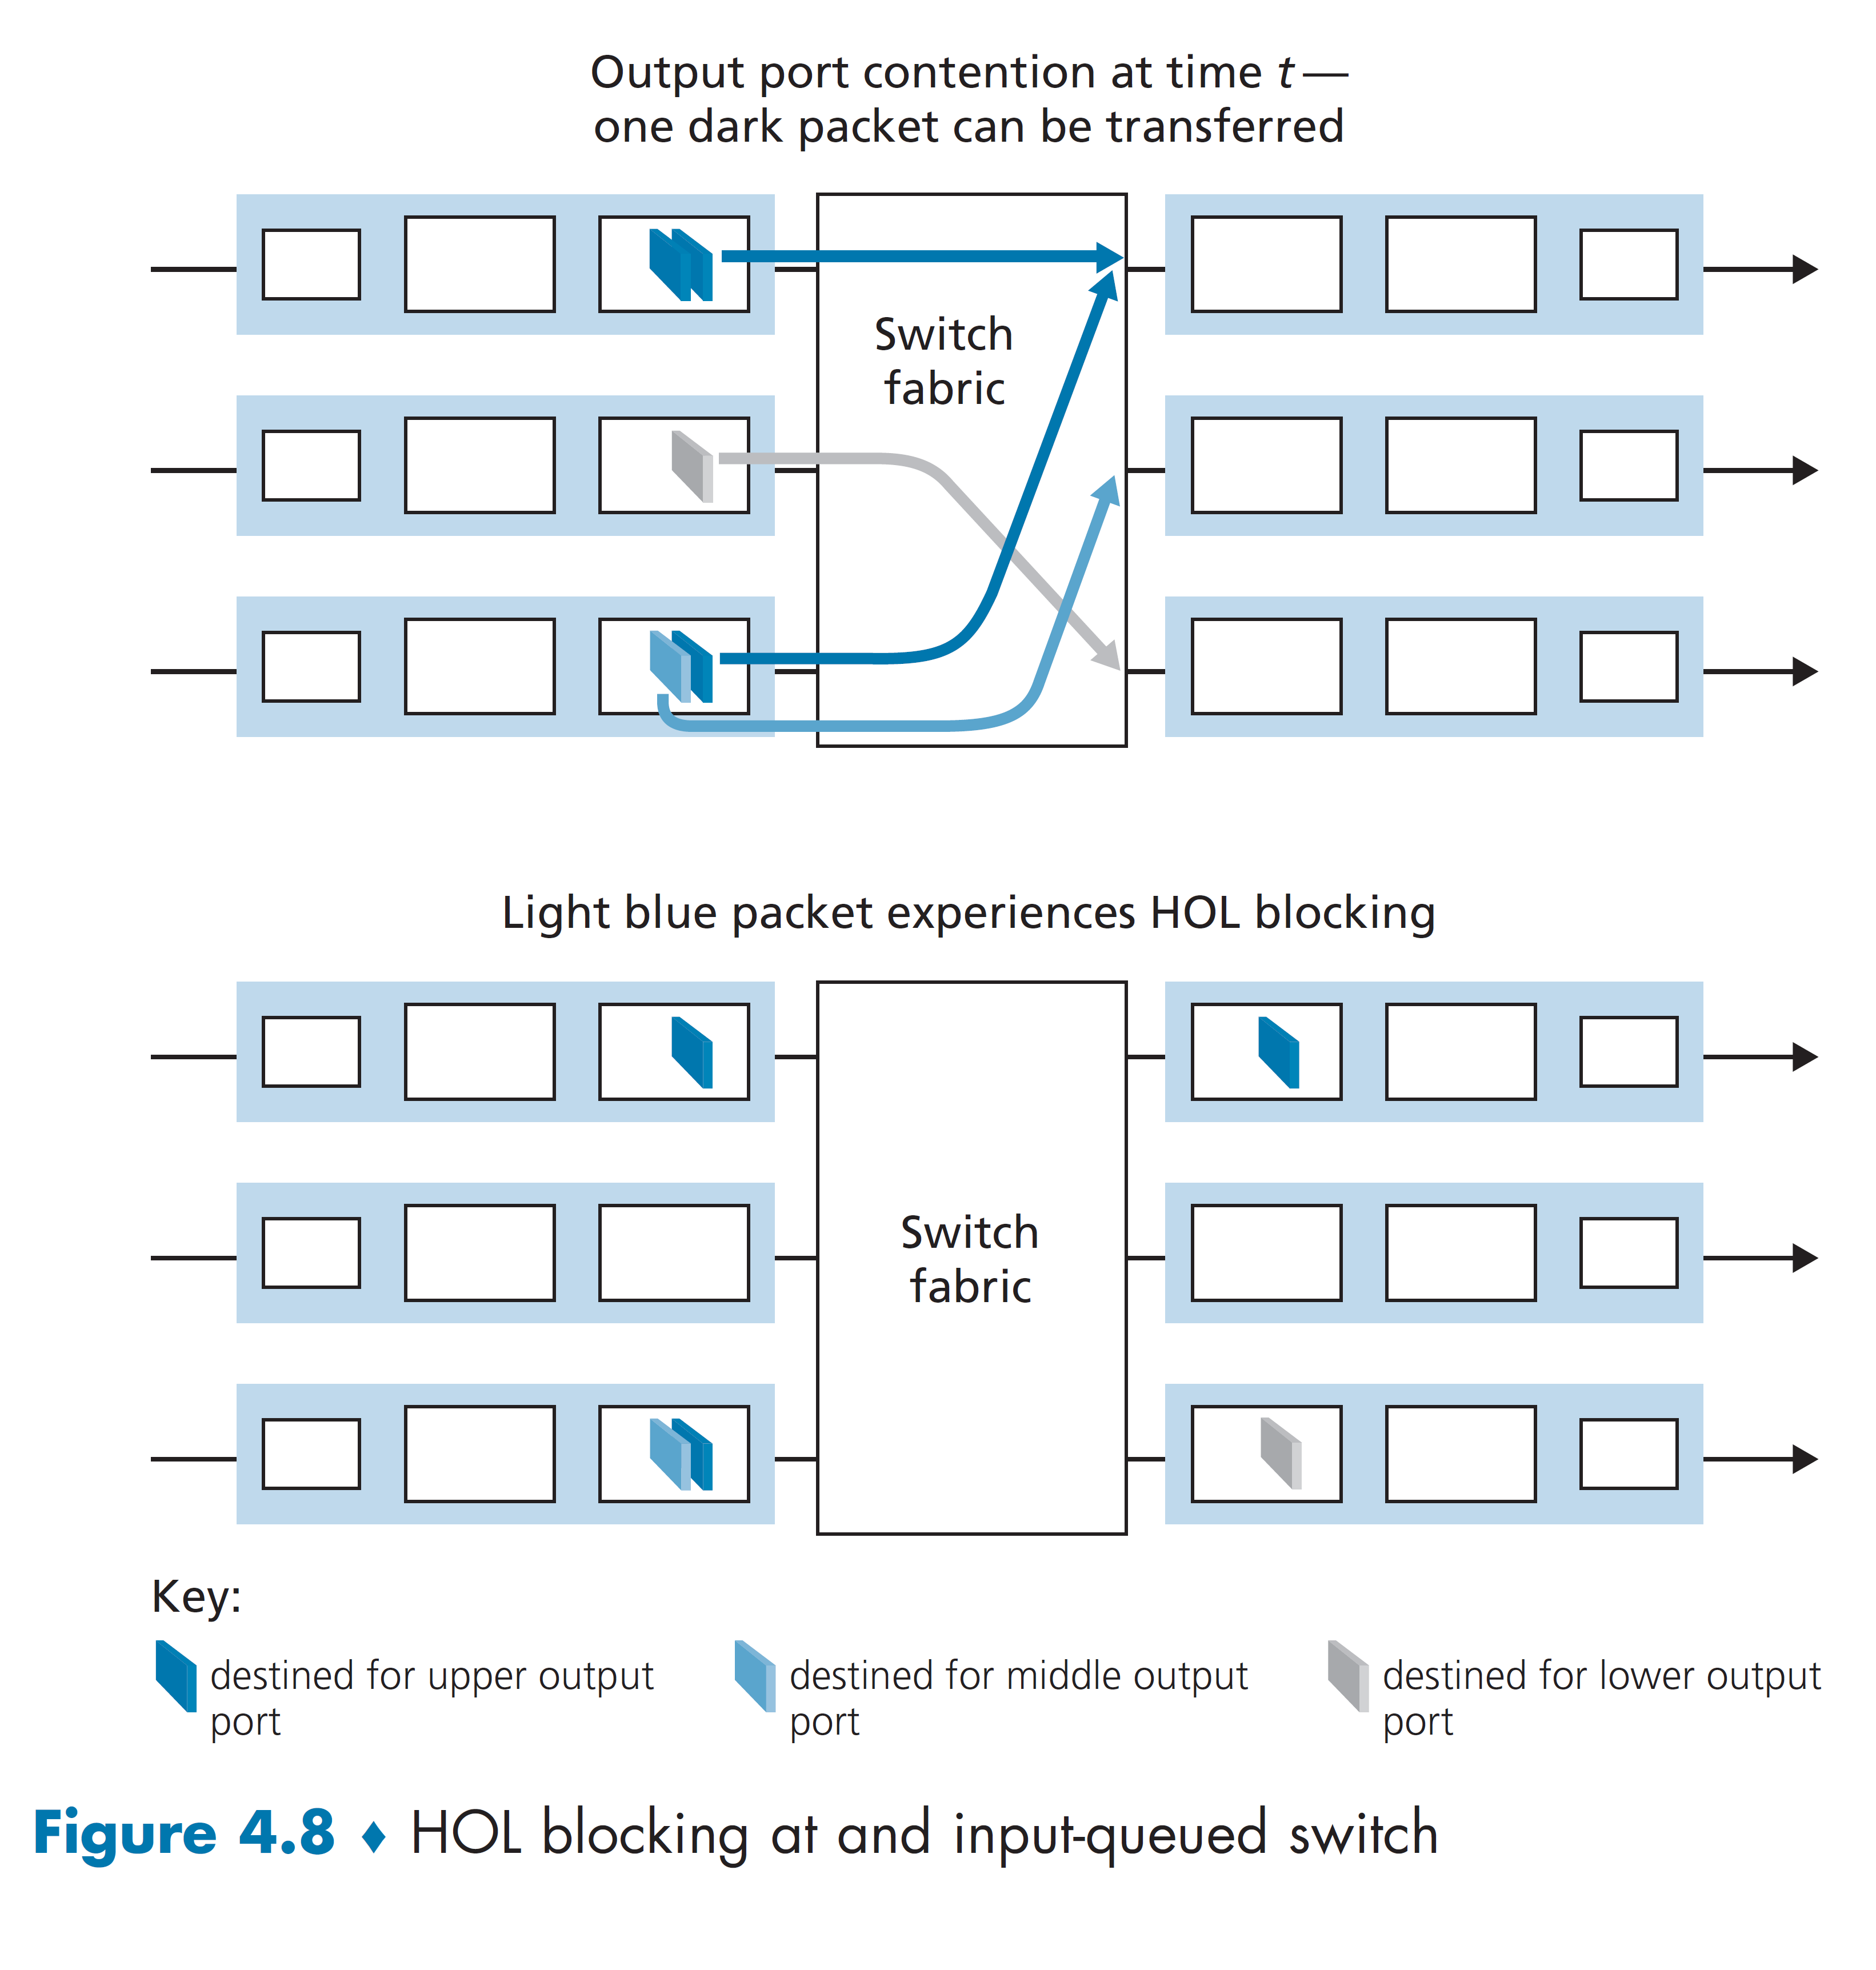 Output port contention at time t —
one dark packet can be transferred
Switch
fabric
Light blue packet experiences HOL blocking
Switch
fabric
Key:
destined for upper output
port
destined for middle output
port
destined for lower output
port
Figure 4.8 ♦ HOL blocking at and input-queued switch